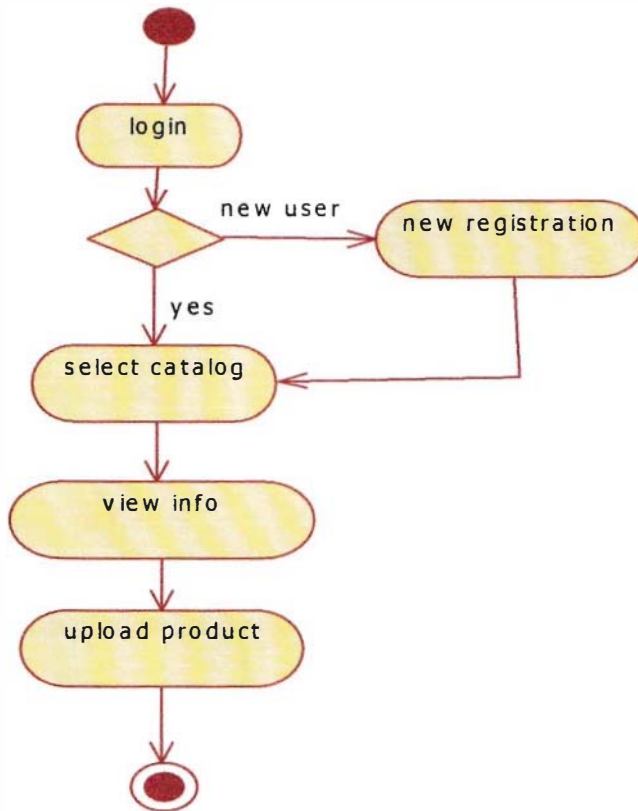 login
new user
new registration
yes
select catalog
view info
upload product